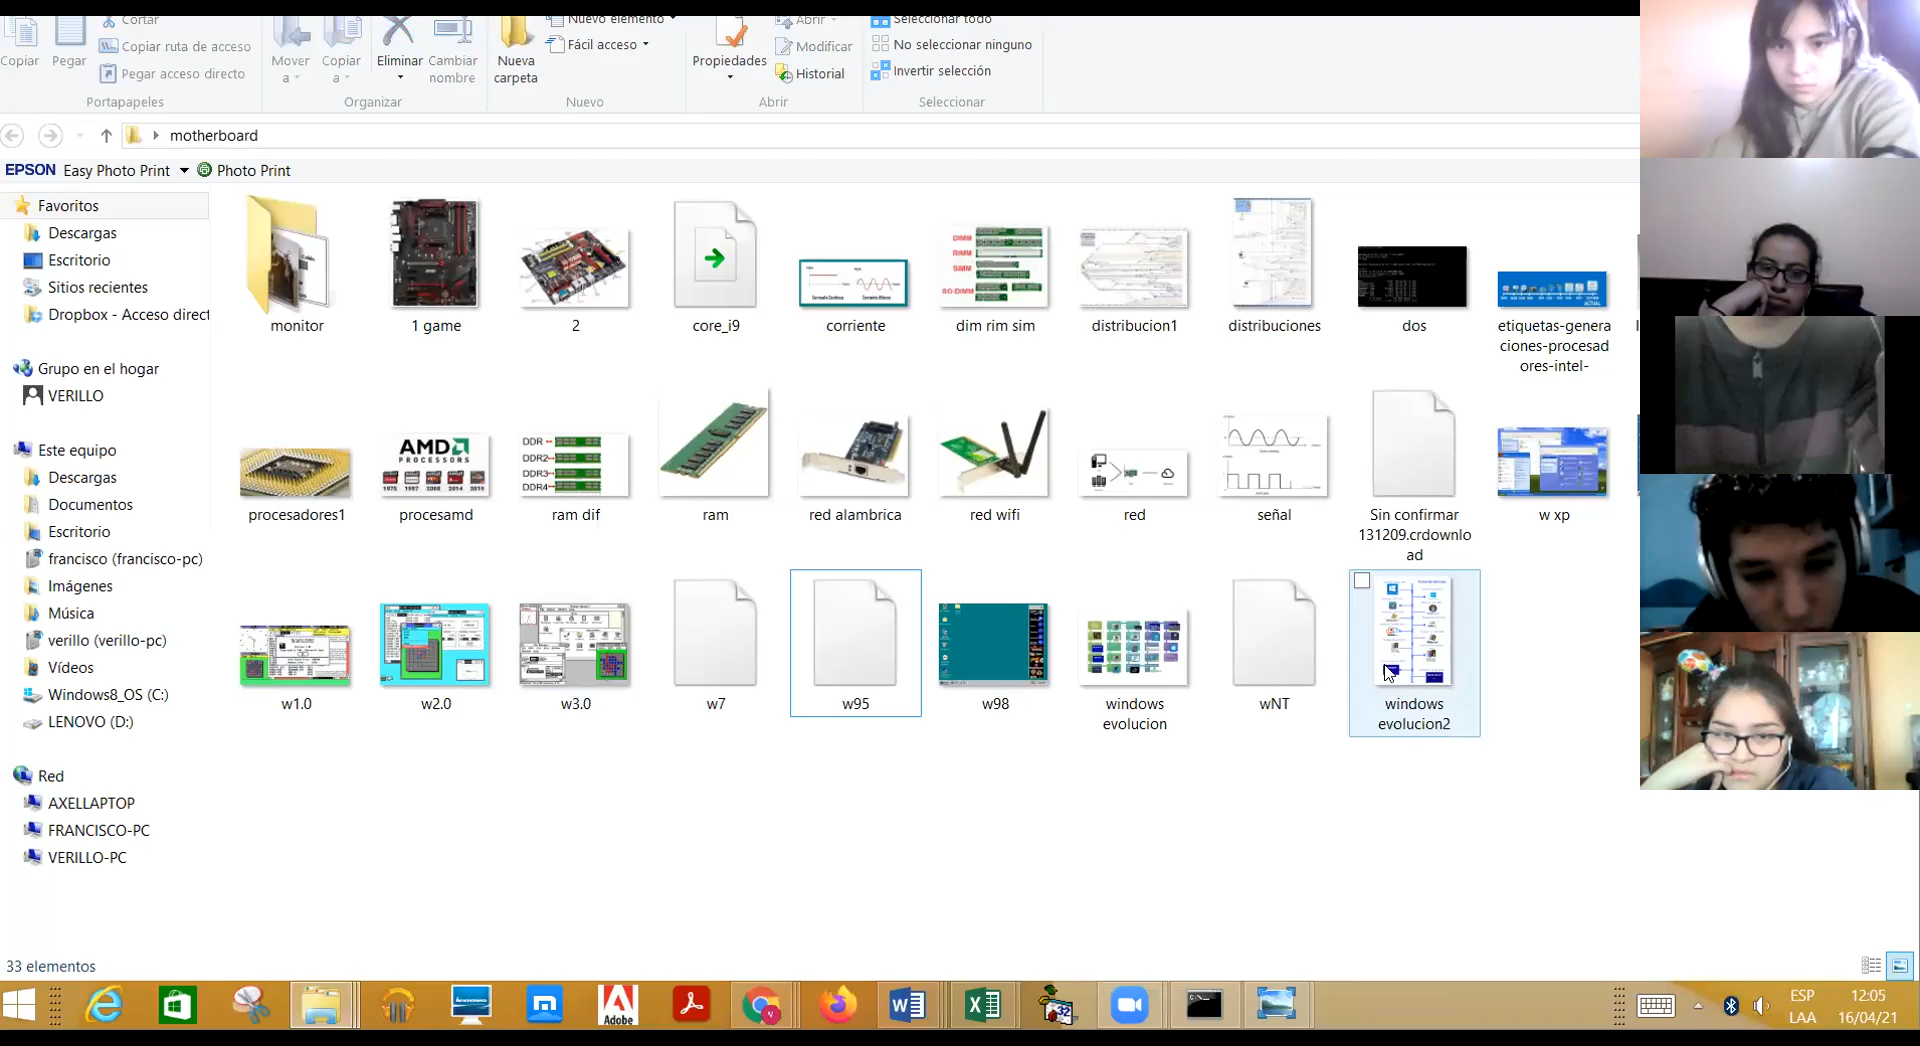 Cortar
Nuevo elemento
Abrir
Seleccionar todo
Copiar
Pegar
Copiar ruta de acceso
Pegar acceso directo
Mover
a
Copiar
a
Eliminar
Cambiar
nombre
Nueva
carpeta
Fácil acceso
Propiedades
Modificar
Historial
No seleccionar ninguno
Invertir selección
Portapapeles
Organizar
Nuevo
Abrir
Seleccionar
motherboard
EPSON Easy Photo Print
Photo Print
Favoritos
Descargas
Escritorio
Sitios recientes
Dropbox - Acceso direct
Grupo en el hogar
VERILLO
Este equipo
Descargas
Documentos
Escritorio
francisco (francisco-pc)
Imágenes
Música
verillo (verillo-pc)
Vídeos
Windows8_OS (C:)
LENOVO (D:)
Red
AXELLAPTOP
FRANCISCO-PC
VERILLO-PC
DIMM
RIMM
SIMM
SO-DIMM
monitor
1 game
2
core_i9
corriente
dim rim sim
distribucion1
distribuciones
dos
etiquetas-genera
ciones-procesad
ores-intel-
AMD
PROCESSORS
DDR
DDR2
DDR3
DDR4
procesadores1
procesamd
ram dif
ram
red alambrica
red wifi
red
señal
Sin confirmar
131209.crdownlo
ad
w xp
w1.0
w2.0
w3.0
w7
w95
w98
windows
evolucion
wNT
windows
evolucion2
33 elementos
Adobe
ESP
LAA
12:05
16/04/21